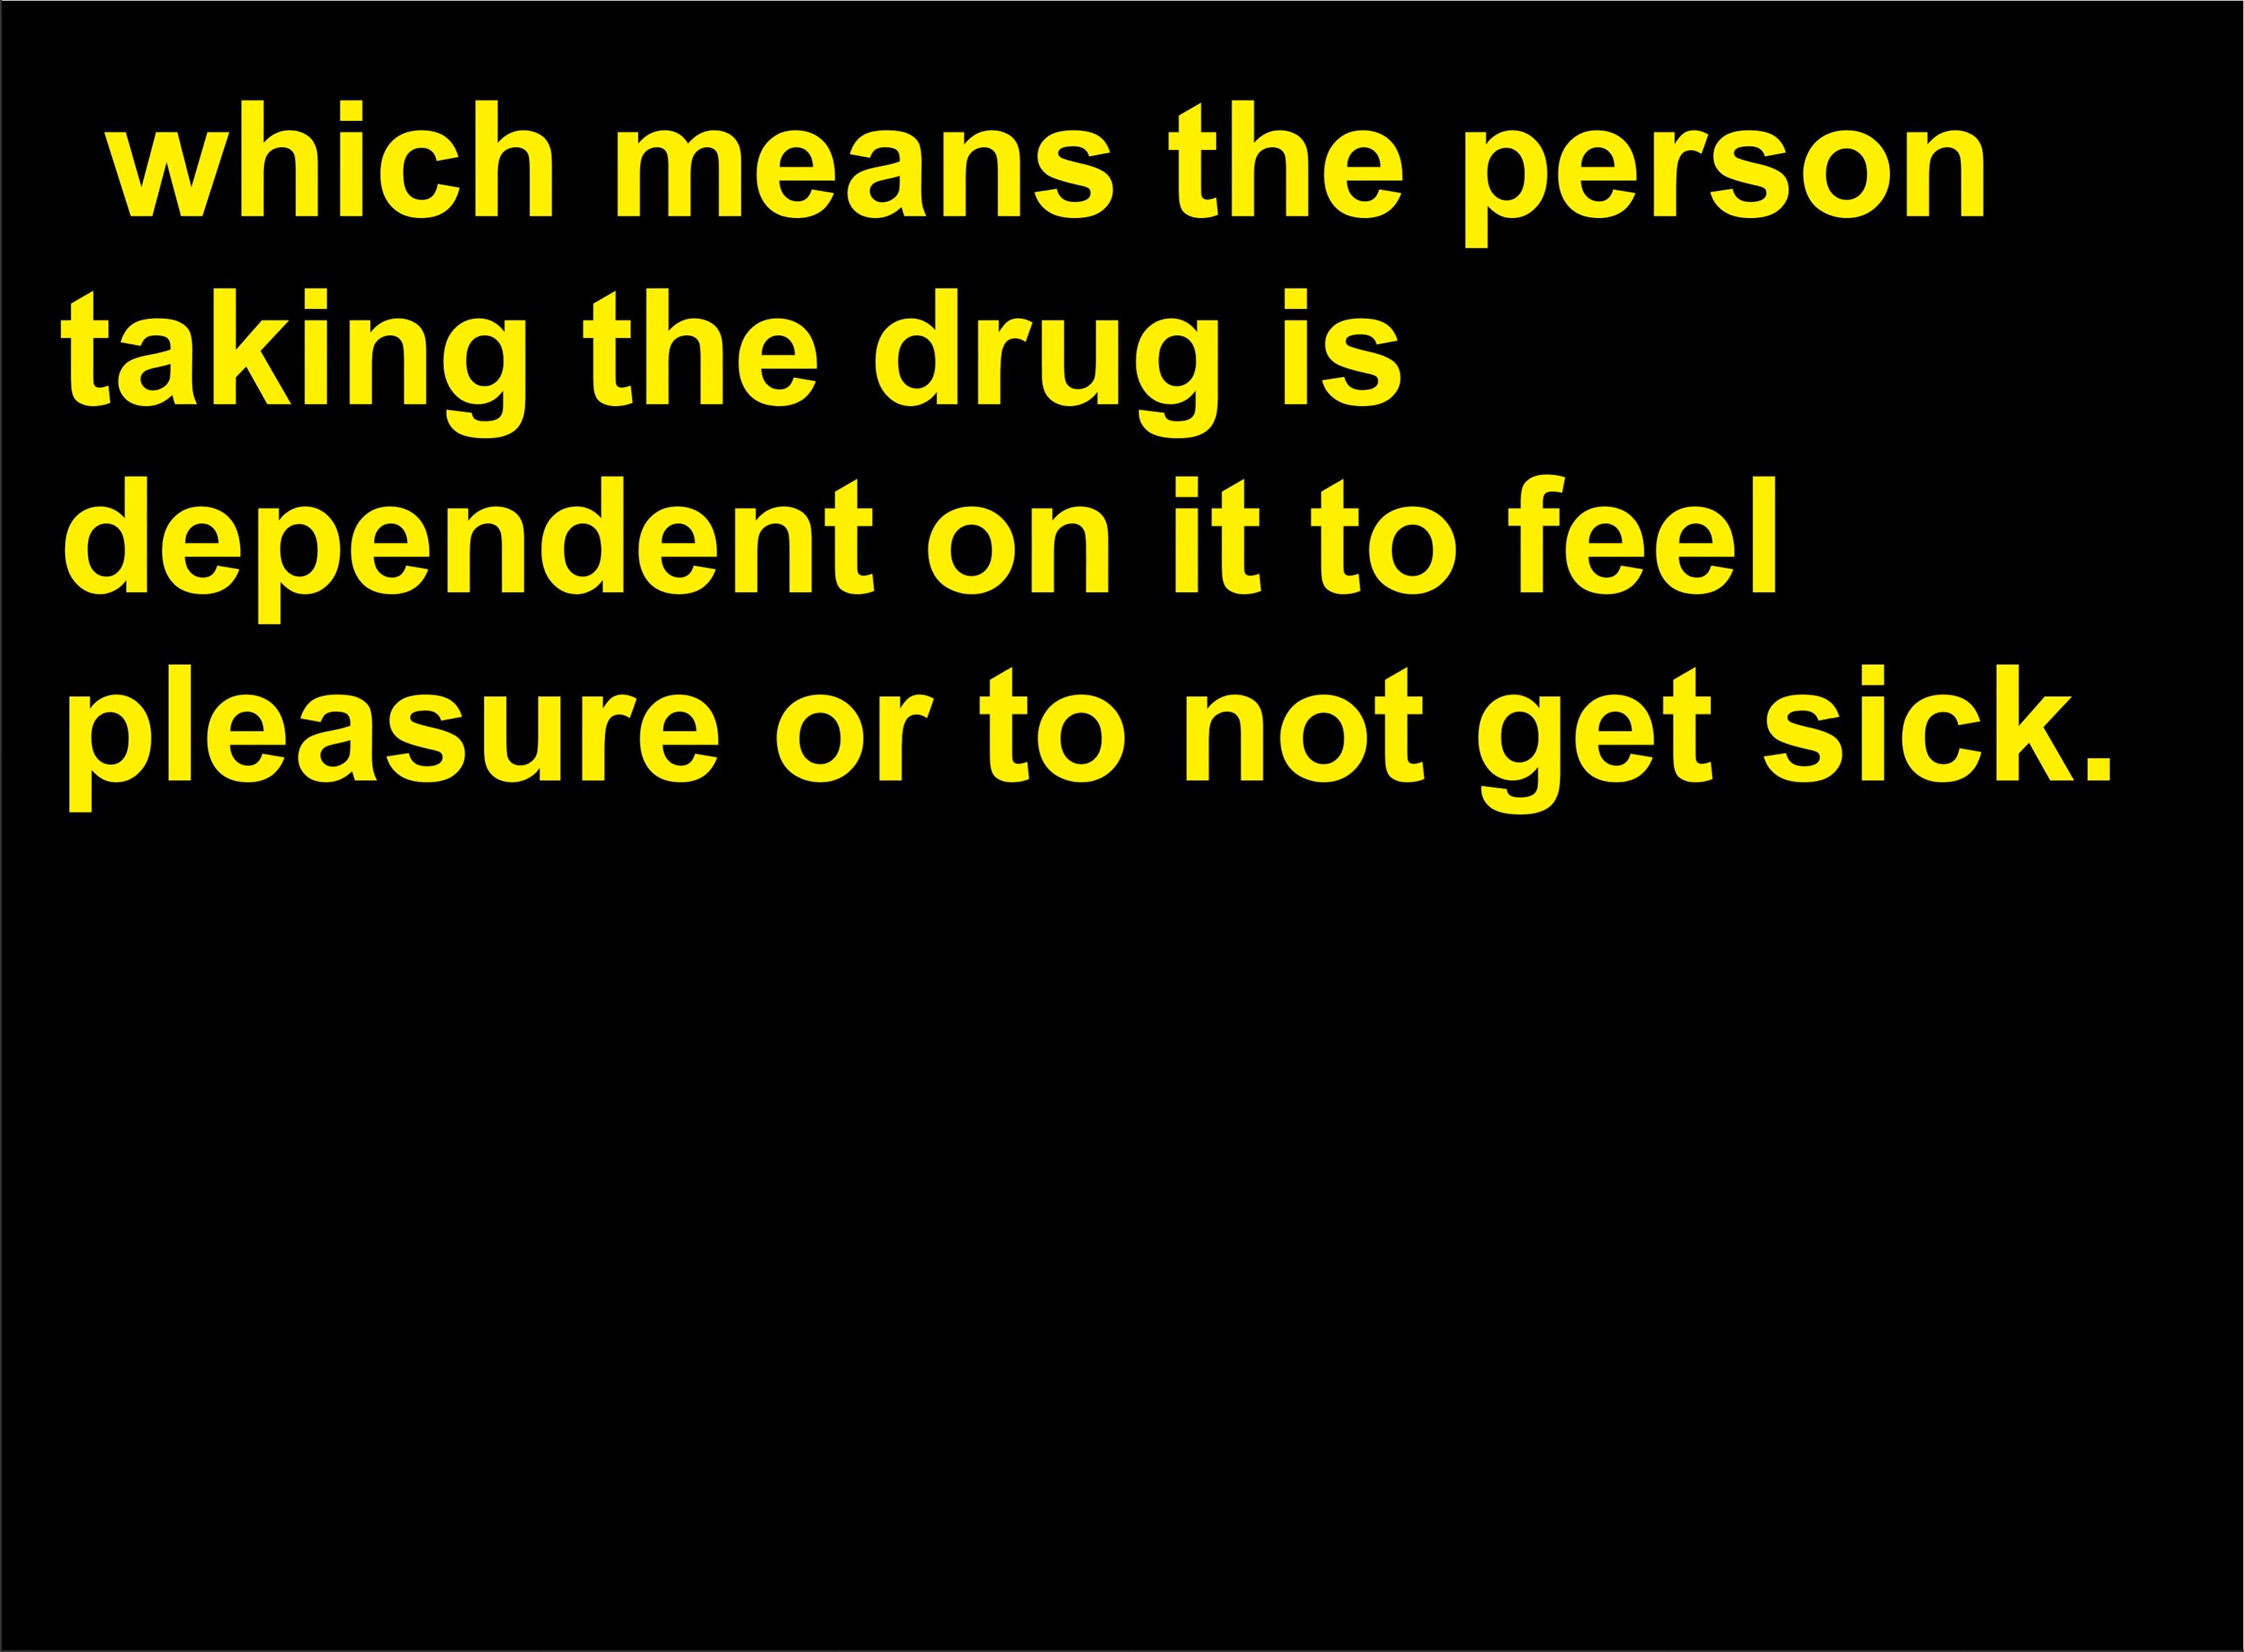 which means the person
taking the drug is
dependent on it to feel
pleasure or to not get sick.